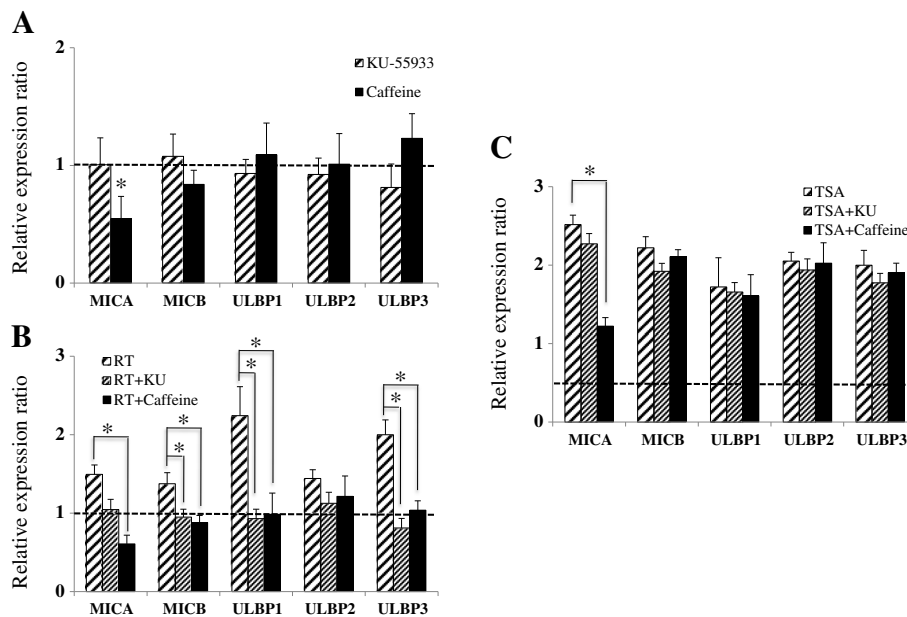 A
Relative expression ratio
2
1
0
KU-55933
Caffeine
*
MICA MICB ULBP1 ULBP2 ULBP3
B
Relative expression ratio
3
2
1
0
RT
RT+KU
RT+Caffeine
*
*
*
*
*
*
*
MICA MICB ULBP1 ULBP2 ULBP3
C
Relative expression ratio
3
2
1
0
TSA
TSA+KU
TSA+Caffeine
*
MICA MICB ULBP1 ULBP2 ULBP3